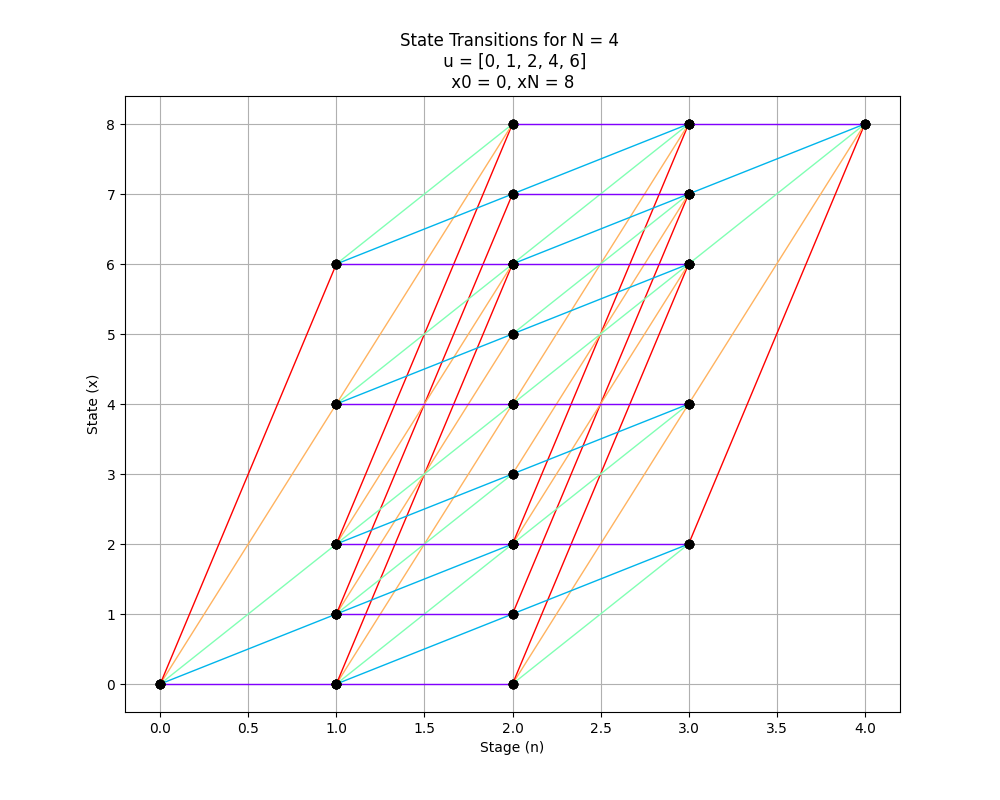 State Transitions for N = 4
u = [0, 1, 2, 4, 6]
x0 = 0, xN = 8
8
7
6
5
4
3
2
1
0
State (x)
0.0 0.5 1.0 1.5 2.0 2.5 3.0 3.5 4.0
Stage (n)